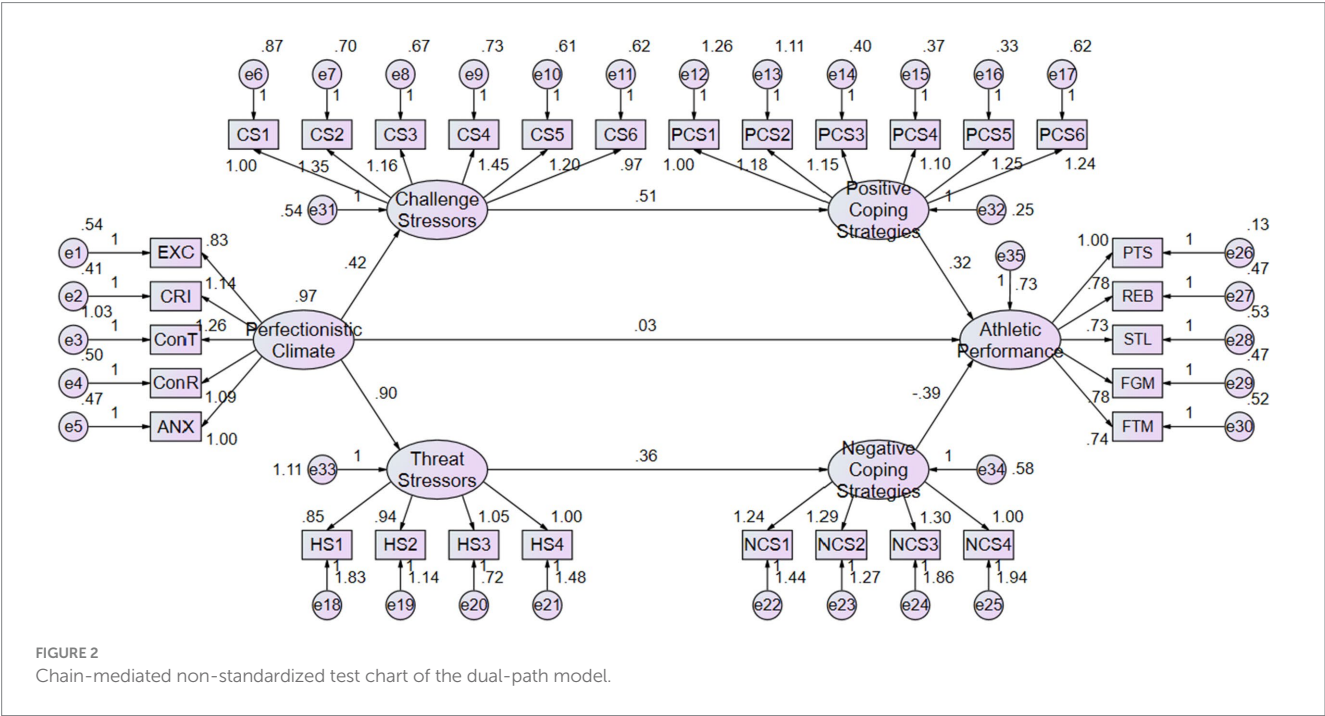 .87 .70 .67 .73 .61 .62 1.26 1.11 .40 .37 .33 .62
e6 e7 e8 e9 e10 e11 e12 e13 e14 e15 e16 e17
1 1 1 1 1 1 1 1 1 1 1 1
CS1 CS2 CS3 CS4 CS5 CS6 PCS1 PCS2 PCS3 PCS4 PCS5 PCS6
1.00 1.35 1.16 1.45 1.20 .97 1.00 1.18 1.15 1.10 1.25 1.24
.54 e31 1
Challenge
Stressors
.51
Positive
Coping
Strategies
1 e32 .25
.54
e1 1 EXC .83
.41
e2 1 CRI 1.14
1.03
e3 1 ConT 1.26
.50
e4 1 ConR 1.09
.47
e5 1 ANX 1.00
.97
Perfectionistic
Climate
.42
.03
.90
.32
-.39
e35
1 .73
Athletic
Performance
1.00 PTS 1 e26 .13
.78 REB 1 e27 .47
.73 STL 1 e28 .53
.78 FGM 1 e29 .47
.74 FTM 1 e30 .52
1.11 e33 1
Threat
Stressors
.36
Negative
Coping
Strategies
1 e34 .58
.85 .94 1.05 1.00 1.24 1.29 1.30 1.00
HS1 HS2 HS3 HS4 NCS1 NCS2 NCS3 NCS4
1 1 1 1 1 1 1 1
1.83 1.14 .72 1.48 1.44 1.27 1.86 1.94
e18 e19 e20 e21 e22 e23 e24 e25
FIGURE 2
Chain-mediated non-standardized test chart of the dual-path model.